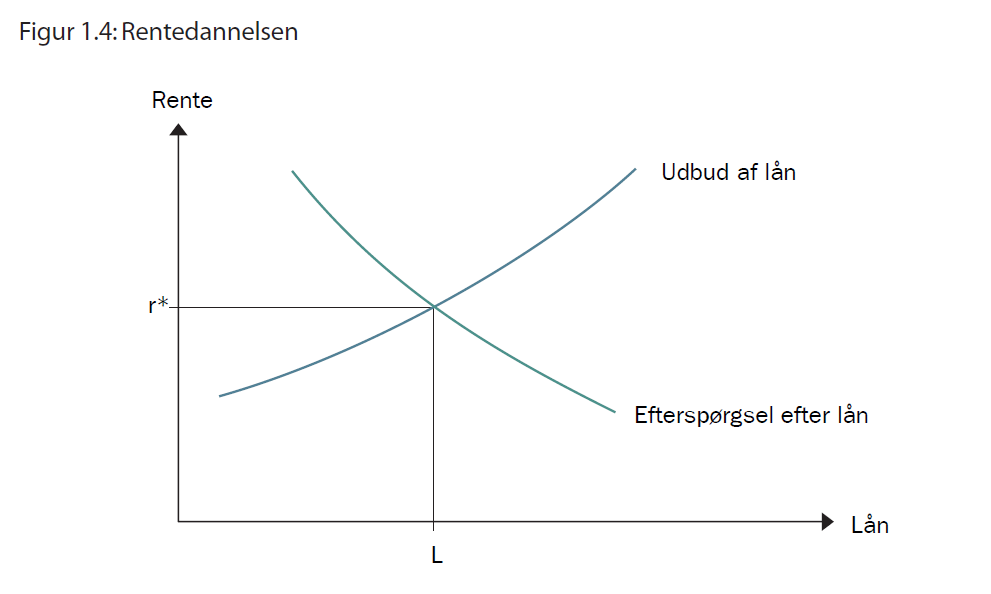 Figur 1.4: Rentedannelsen
Rente
Udbud af lån
r*
Efterspørgsel efter lån
Lån
L